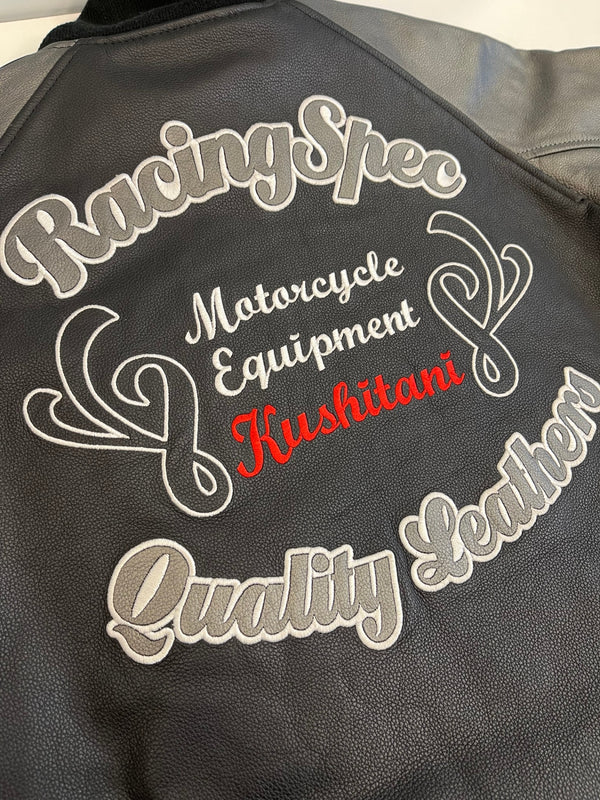 RacingSpec
Motorcycle
Equipment
Kushitani
Quality Leathers